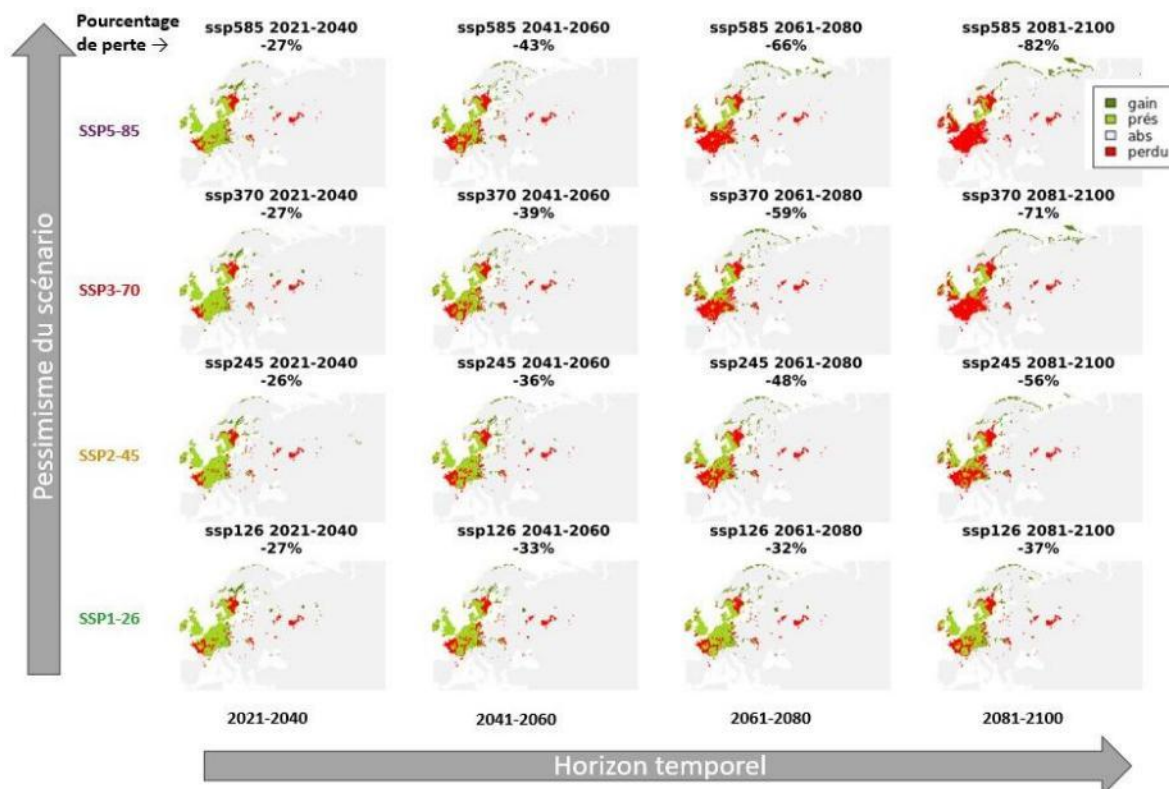 Pourcentage
de perte →
ssp585 2021-2040
-27%
ssp585 2041-2060
-43%
ssp585 2061-2080
-66%
ssp585 2081-2100
-82%
gain
prés
abs
perdu
SSP5-85
ssp370 2021-2040
-27%
ssp370 2041-2060
-39%
ssp370 2061-2080
-59%
ssp370 2081-2100
-71%
SSP3-70
ssp245 2021-2040
-26%
ssp245 2041-2060
-36%
ssp245 2061-2080
-48%
ssp245 2081-2100
-56%
SSP2-45
ssp126 2021-2040
-27%
ssp126 2041-2060
-33%
ssp126 2061-2080
-32%
ssp126 2081-2100
-37%
SSP1-26
Pessimisme du scénario
2021-2040
2041-2060
2061-2080
2081-2100
Horizon temporel